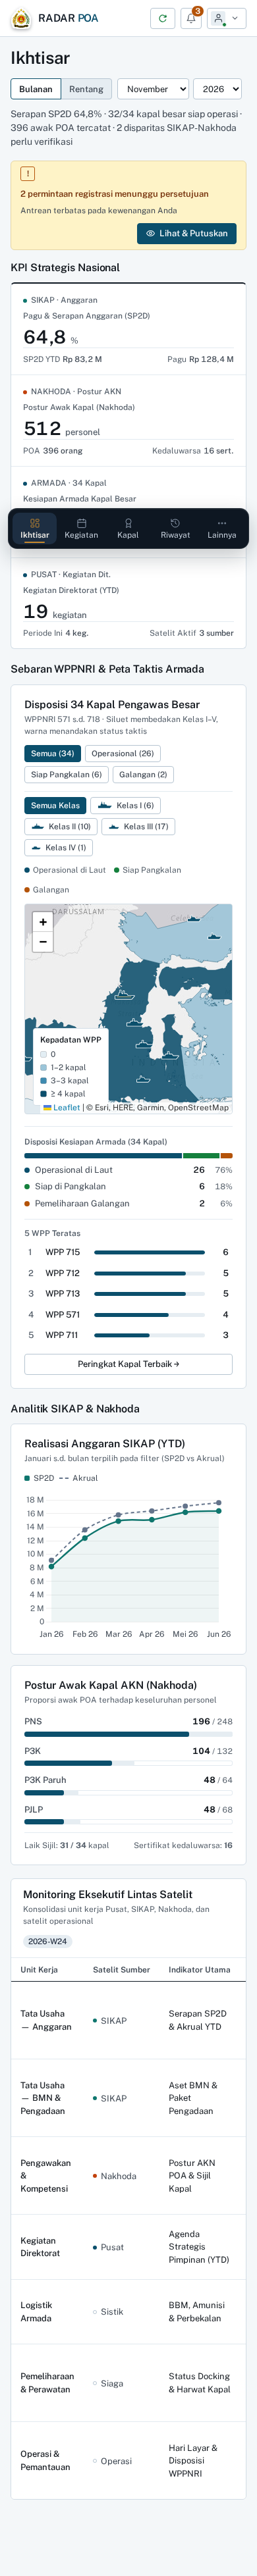 RADAR POA
3
Ikhtisar
Bulanan
Rentang
November
2026
Serapan SP2D 64,8% · 32/34 kapal besar siap operasi ·
396 awak POA tercatat · 2 disparitas SIKAP-Nakhoda
perlu verifikasi
!
2 permintaan registrasi menunggu persetujuan
Antrean terbatas pada kewenangan Anda
Lihat & Putuskan
KPI Strategis Nasional
SIKAP · Anggaran
Pagu & Serapan Anggaran (SP2D)
64,8 %
SP2D YTD Rp 83,2 M
Pagu Rp 128,4 M
NAKHODA · Postur AKN
Postur Awak Kapal (Nakhoda)
512 personel
POA 396 orang
Kedaluwarsa 16 sert.
ARMADA · 34 Kapal
Kesiapan Armada Kapal Besar
Ikhtisar
Kegiatan
Kapal
Riwayat
Lainnya
PUSAT · Kegiatan Dit.
Kegiatan Direktorat (YTD)
19 kegiatan
Periode Ini 4 keg.
Satelit Aktif 3 sumber
Sebaran WPPNRI & Peta Taktis Armada
Disposisi 34 Kapal Pengawas Besar
WPPNRI 571 s.d. 718 · Siluet membedakan Kelas I–V,
warna menandakan status taktis
Semua (34)
Operasional (26)
Siap Pangkalan (6)
Galangan (2)
Semua Kelas
Kelas I (6)
Kelas II (10)
Kelas III (17)
Kelas IV (1)
Operasional di Laut
Siap Pangkalan
Galangan
DARUSSALAM
+
−
Kepadatan WPP
0
1–2 kapal
3–3 kapal
≥ 4 kapal
Leaflet | © Esri, HERE, Garmin, OpenStreetMap
Disposisi Kesiapan Armada (34 Kapal)
Operasional di Laut 26 76%
Siap di Pangkalan 6 18%
Pemeliharaan Galangan 2 6%
5 WPP Teratas
1 WPP 715 6
2 WPP 712 5
3 WPP 713 5
4 WPP 571 4
5 WPP 711 3
Peringkat Kapal Terbaik →
Analitik SIKAP & Nakhoda
Realisasi Anggaran SIKAP (YTD)
Januari s.d. bulan terpilih pada filter (SP2D vs Akrual)
SP2D
Akrual
18 M
16 M
14 M
12 M
10 M
8 M
6 M
4 M
2 M
0
Jan 26
Feb 26
Mar 26
Apr 26
Mei 26
Jun 26
Postur Awak Kapal AKN (Nakhoda)
Proporsi awak POA terhadap keseluruhan personel
PNS 196 / 248
P3K 104 / 132
P3K Paruh 48 / 64
PJLP 48 / 68
Laik Sijil: 31 / 34 kapal
Sertifikat kedaluwarsa: 16
Monitoring Eksekutif Lintas Satelit
Konsolidasi unit kerja Pusat, SIKAP, Nakhoda, dan
satelit operasional
2026-W24
Unit Kerja
Satelit Sumber
Indikator Utama
Tata Usaha
— Anggaran
SIKAP
Serapan SP2D
& Akrual YTD
Tata Usaha
— BMN &
Pengadaan
SIKAP
Aset BMN &
Paket
Pengadaan
Pengawakan
&
Kompetensi
Nakhoda
Postur AKN
POA & Sijil
Kapal
Kegiatan
Direktorat
Pusat
Agenda
Strategis
Pimpinan (YTD)
Logistik
Armada
Sistik
BBM, Amunisi
& Perbekalan
Pemeliharaan
& Perawatan
Siaga
Status Docking
& Harwat Kapal
Operasi &
Pemantauan
Operasi
Hari Layar &
Disposisi
WPPNRI